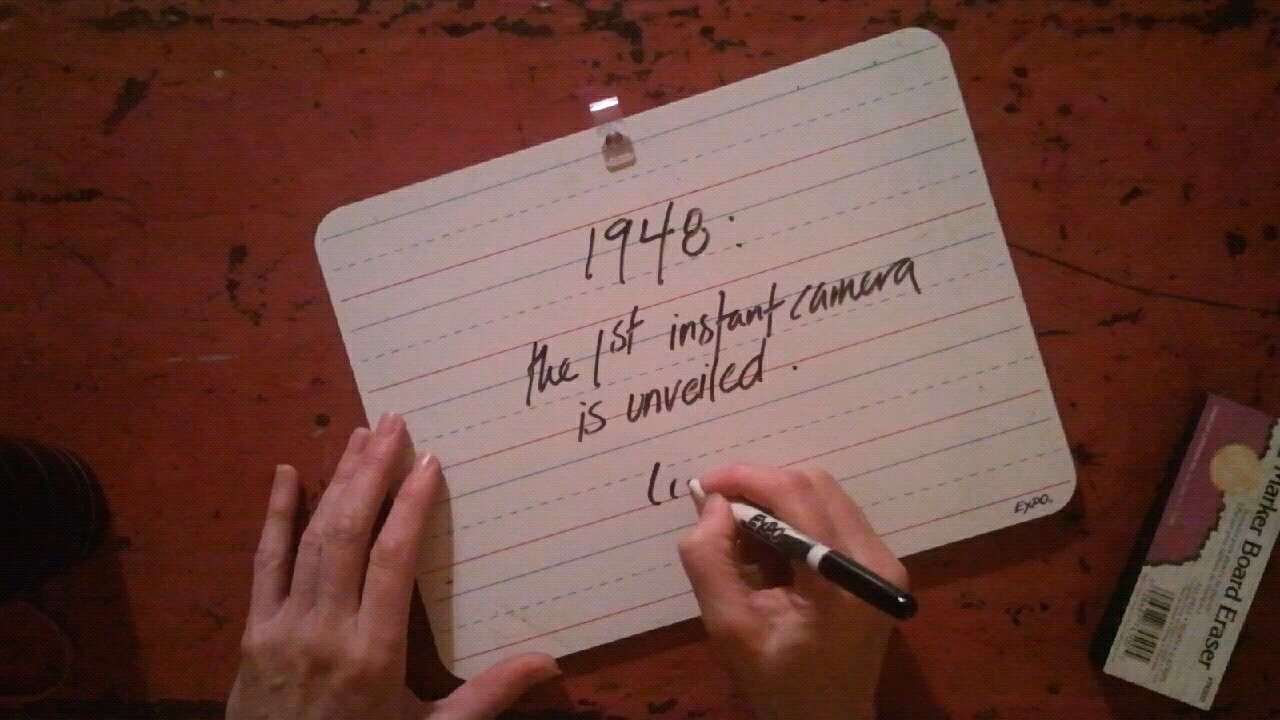 1948:
the 1st instant camera
is unveiled.
(i
EXPO
EXPO
Marker Board Eraser